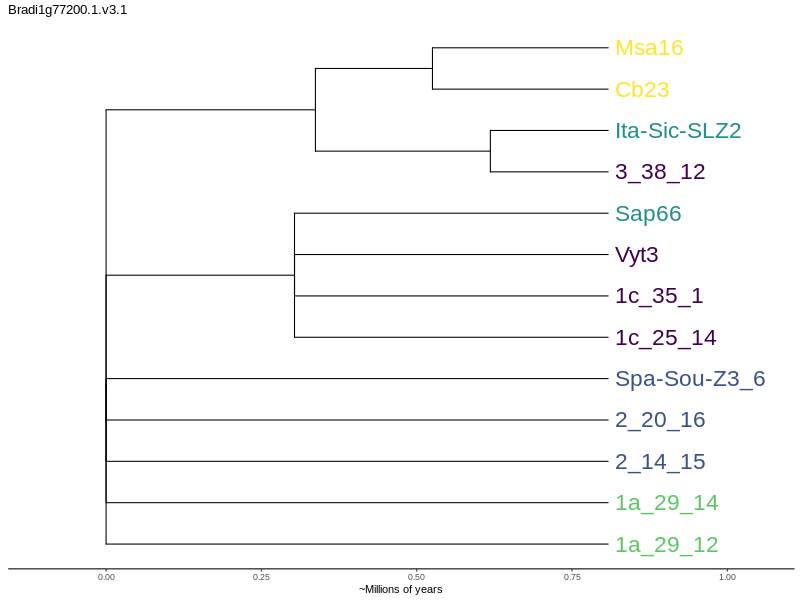 Bradi1g77200.1.v3.1
Msa16
Cb23
Ita-Sic-SLZ2
3_38_12
Sap66
Vyt3
1c_35_1
1c_25_14
Spa-Sou-Z3_6
2_20_16
2_14_15
1a_29_14
1a_29_12
0.00 0.25 0.50 0.75 1.00
~Millions of years